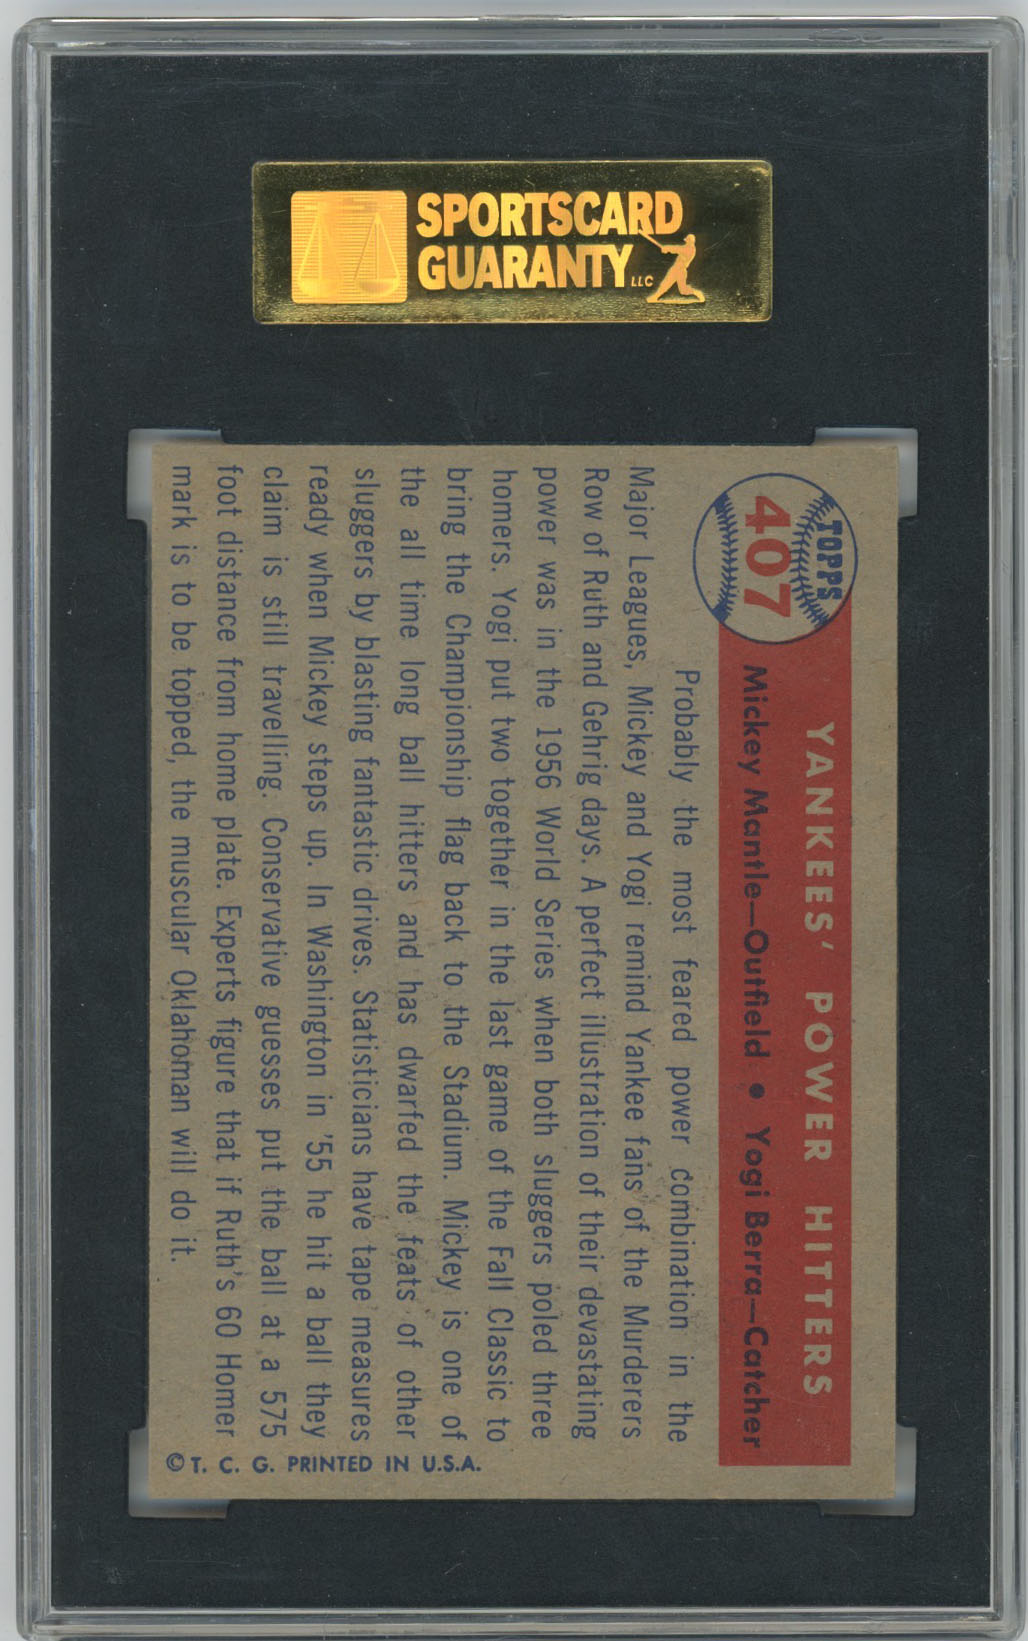 SPORTSCARD
GUARANTY LLC
TOPPS
407
YANKEES' POWER HITTERS
Mickey Mantle—Outfield • Yogi Berra—Catcher
Probably the most feared power combination in the
Major Leagues, Mickey and Yogi remind Yankee fans of the Murderers
Row of Ruth and Gehrig days. A perfect illustration of their devastating
power was in the 1956 World Series when both sluggers poled three
homers. Yogi put two together in the last game of the Fall Classic to
bring the Championship flag back to the Stadium. Mickey is one of
the all time long ball hitters and has dwarfed the feats of other
sluggers by blasting fantastic drives. Statisticians have tape measures
ready when Mickey steps up. In Washington in '55 he hit a ball they
claim is still travelling. Conservative guesses put the ball at a 575
foot distance from home plate. Experts figure that if Ruth's 60 Homer
mark is to be topped, the muscular Oklahoman will do it.
© T. C. G. PRINTED IN U.S.A.